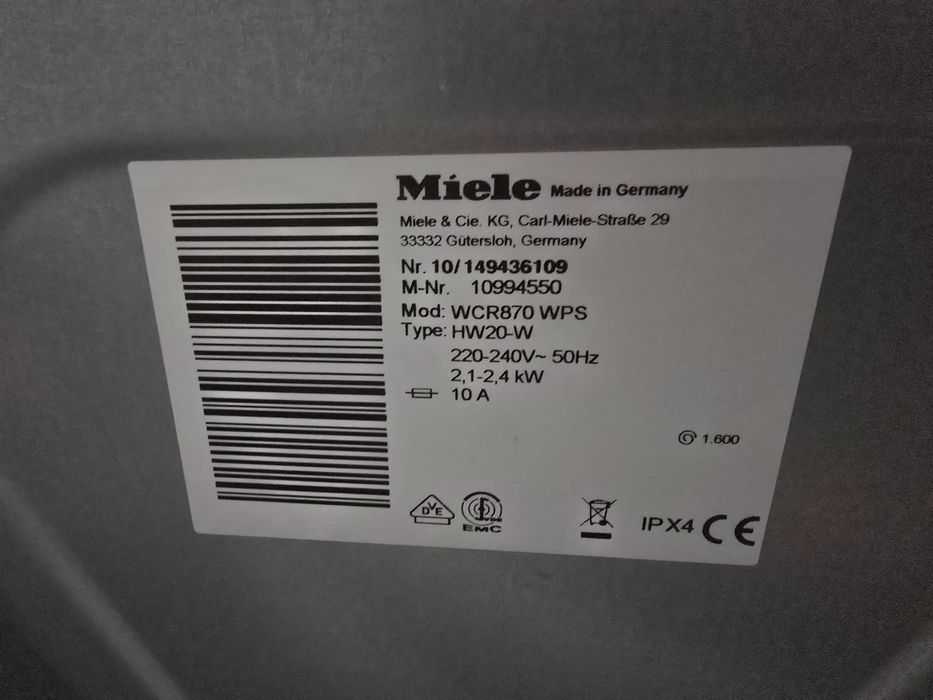 Miele Made in Germany
Miele & Cie. KG, Carl-Miele-Straße 29
33332 Gütersloh, Germany
Nr. 10/149436109
M-Nr. 10994550
Mod: WCR870 WPS
Type: HW20-W
220-240V~ 50Hz
2,1-2,4 kW
10 A
1.600
DVE
VDE
EMC
IPX4 CE